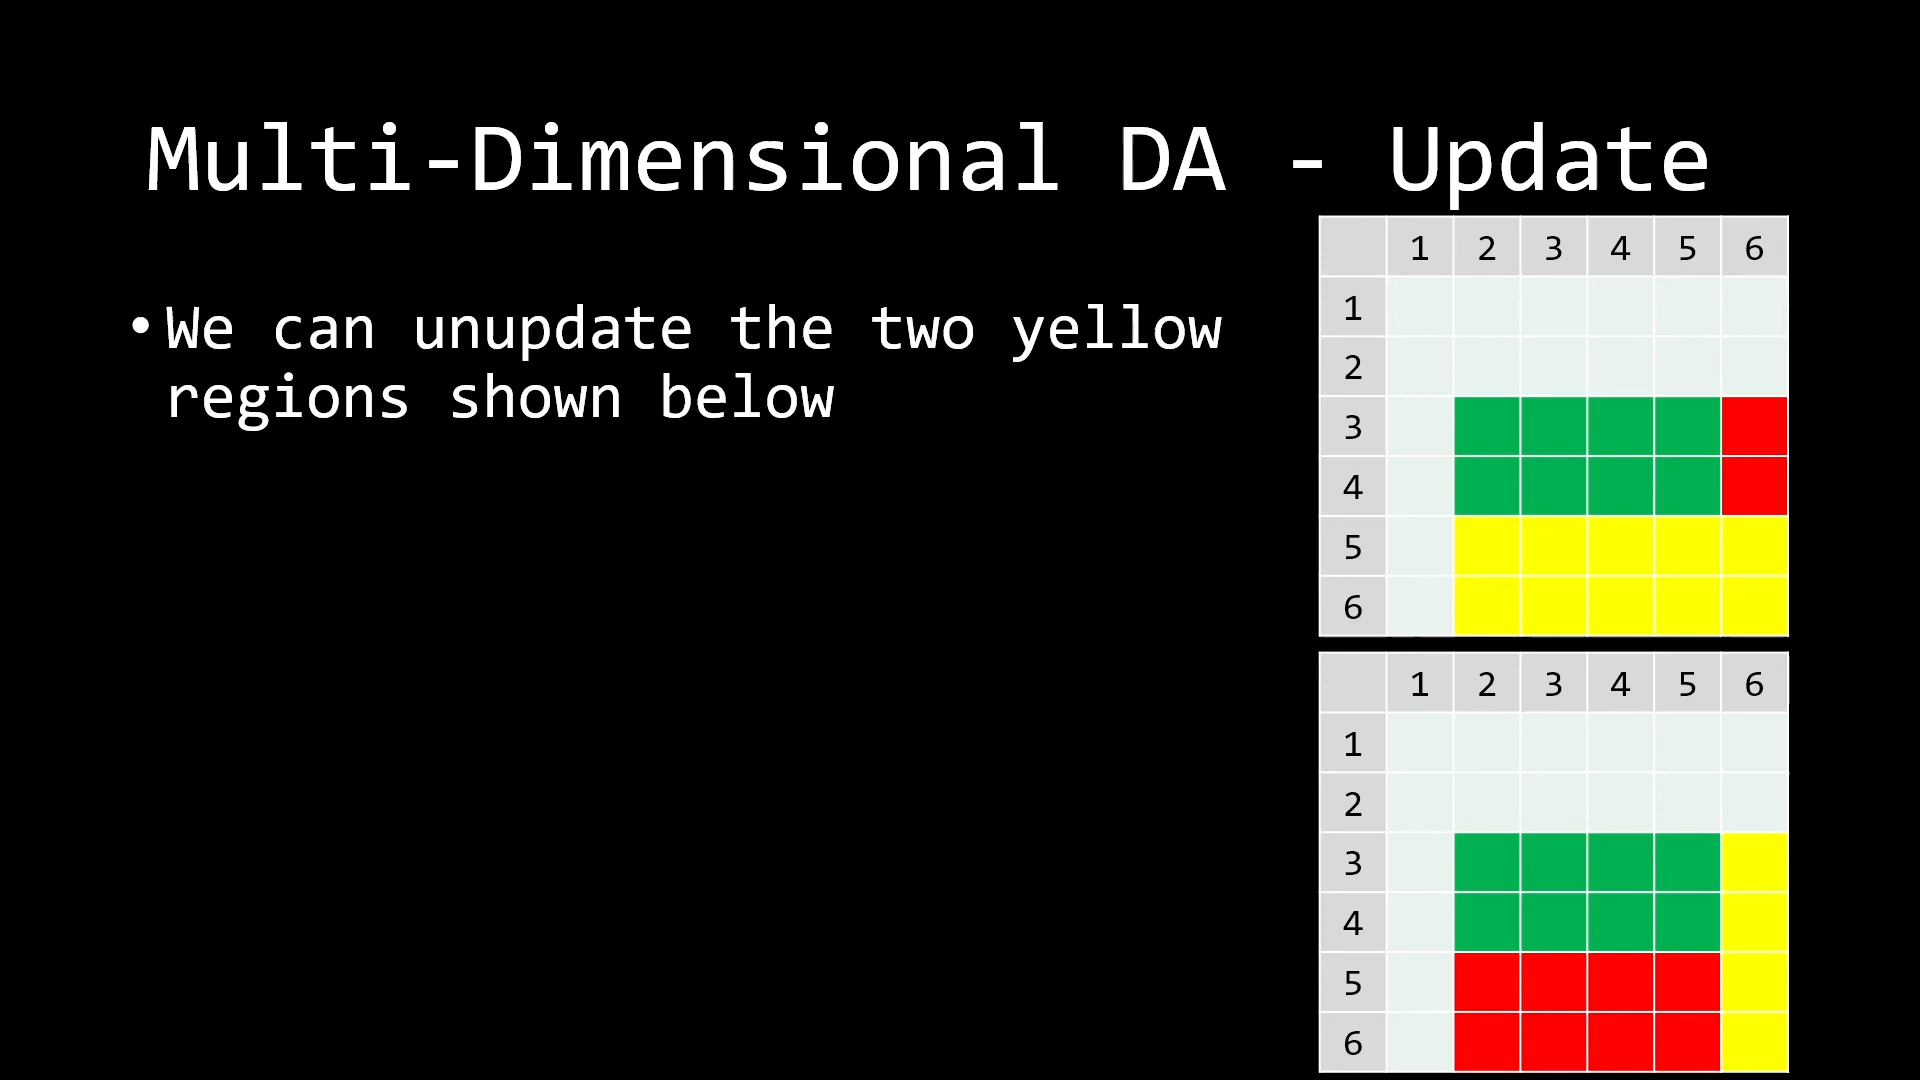 Multi-Dimensional DA - Update
• We can unupdate the two yellow
regions shown below
1 2 3 4 5 6
1
2
3
4
5
6
1 2 3 4 5 6
1
2
3
4
5
6